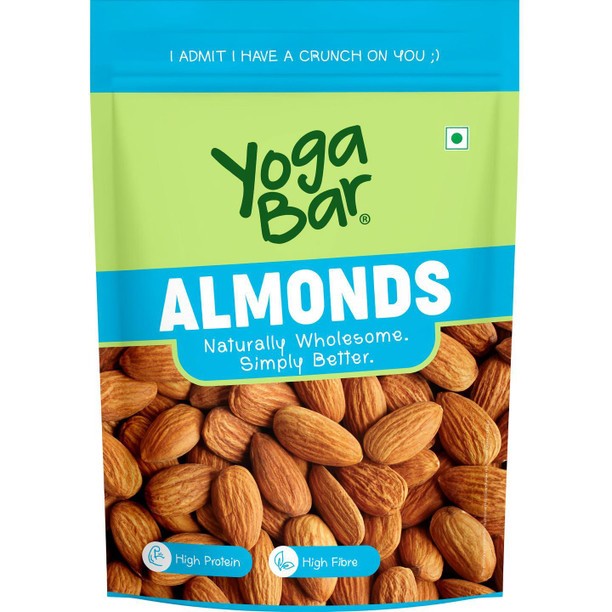 I ADMIT I HAVE A CRUNCH ON YOU ;)
Yoga
Bar®
ALMONDS
Naturally Wholesome.
Simply Better.
High Protein
High Fibre